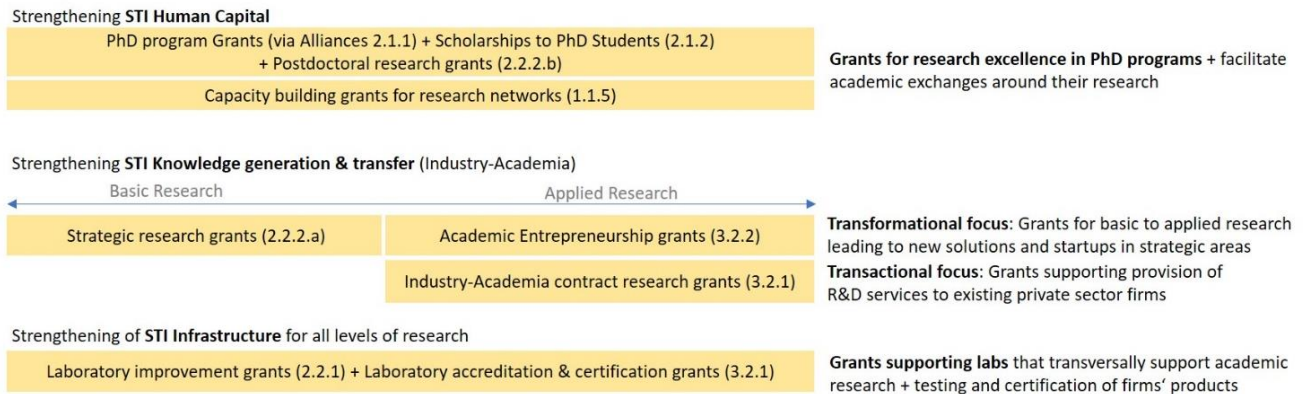 Strengthening STI Human Capital
PhD program Grants (via Alliances 2.1.1) + Scholarships to PhD Students (2.1.2)
+ Postdoctoral research grants (2.2.2.b)
Capacity building grants for research networks (1.1.5)
Grants for research excellence in PhD programs + facilitate
academic exchanges around their research
Strengthening STI Knowledge generation & transfer (Industry-Academia)
Basic Research
Applied Research
Strategic research grants (2.2.2.a)
Academic Entrepreneurship grants (3.2.2)
Transformational focus: Grants for basic to applied research
leading to new solutions and startups in strategic areas
Industry-Academia contract research grants (3.2.1)
Transactional focus: Grants supporting provision of
R&D services to existing private sector firms
Strengthening of STI Infrastructure for all levels of research
Laboratory improvement grants (2.2.1) + Laboratory accreditation & certification grants (3.2.1)
Grants supporting labs that transversally support academic
research + testing and certification of firms‘ products